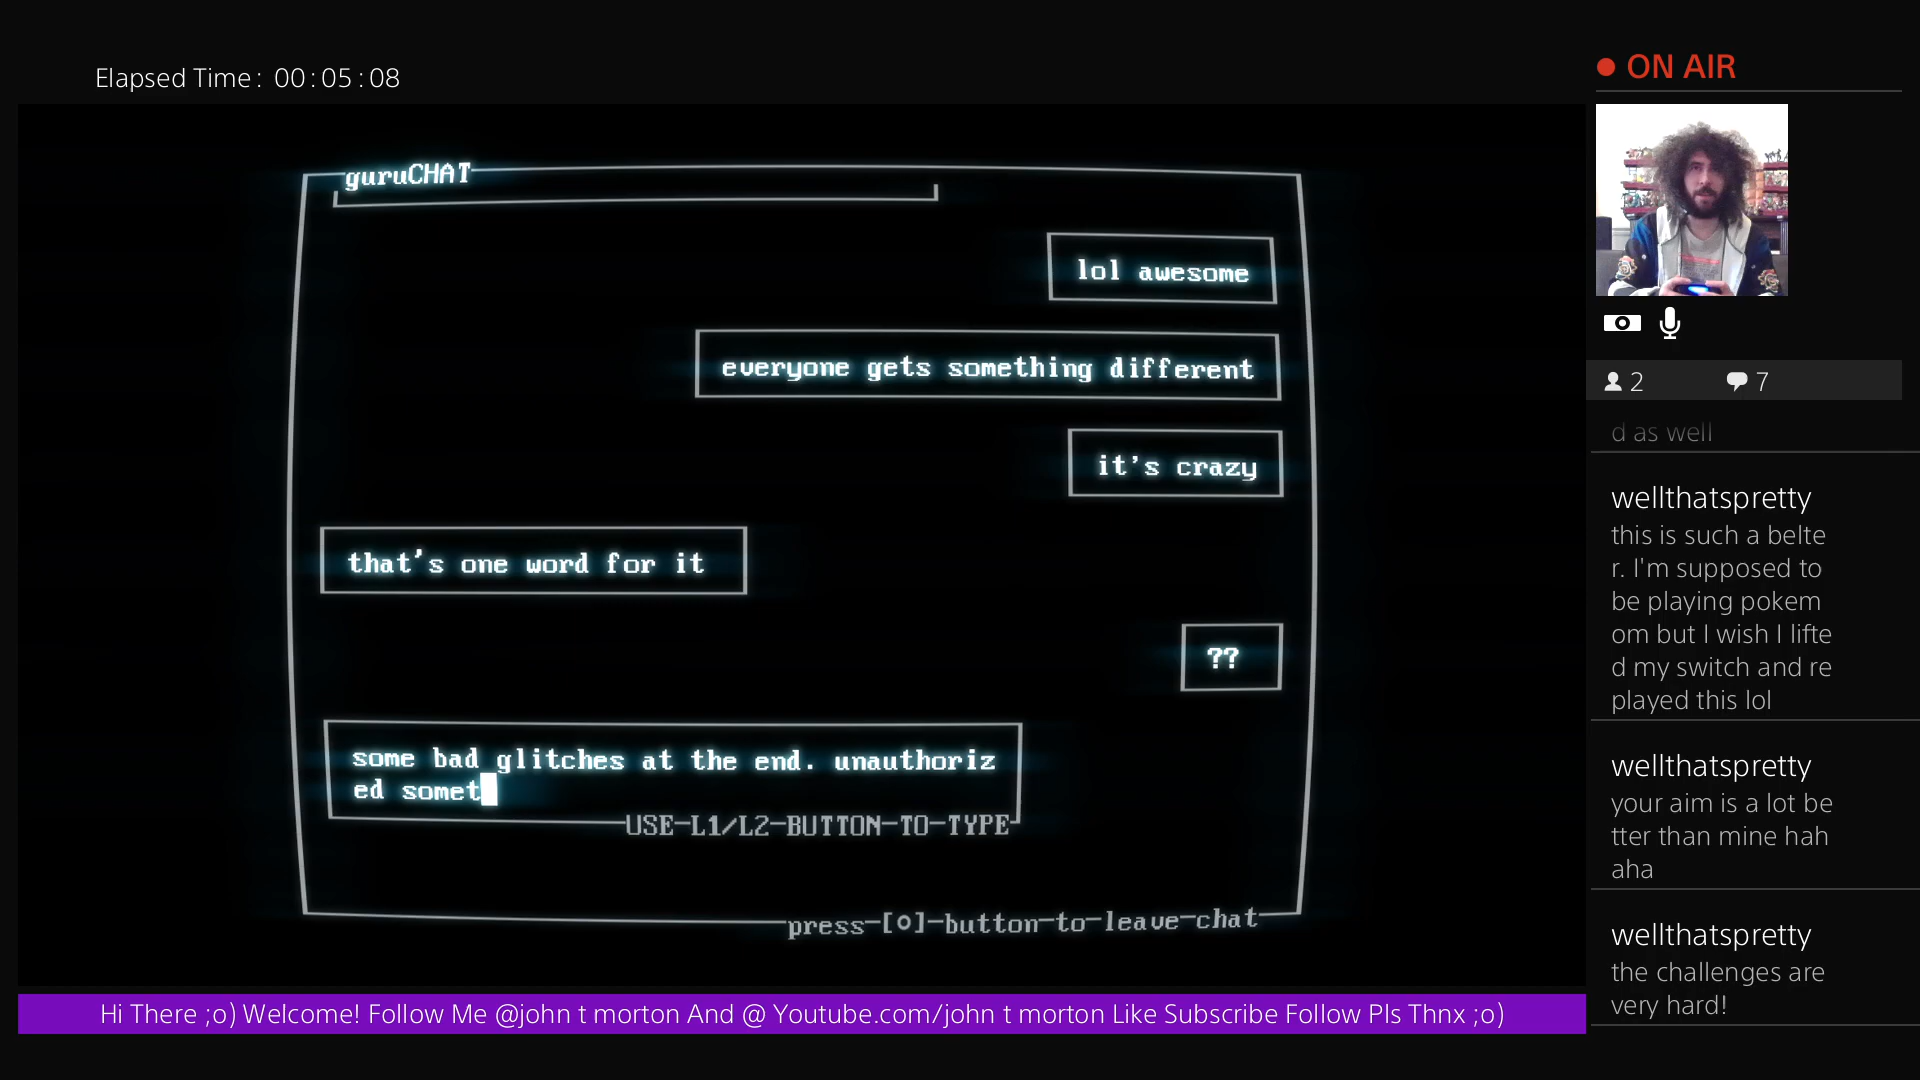 Elapsed Time: 00:05:08
guruCHAT
lol awesome
everyone gets something different
it's crazy
that's one word for it
??
some bad glitches at the end. unauthoriz
ed somet
USE-L1/L2-BUTTON-TO-TYPE
press-[O]-button-to-leave-chat
Hi There ;o) Welcome! Follow Me @john t morton And @ Youtube.com/john t morton Like Subscribe Follow Pls Thnx ;o)
ON AIR
2 7
d as well
wellthatspretty
this is such a belte
r. I'm supposed to
be playing pokem
om but I wish I lifte
d my switch and re
played this lol
wellthatspretty
your aim is a lot be
tter than mine hah
aha
wellthatspretty
the challenges are
very hard!